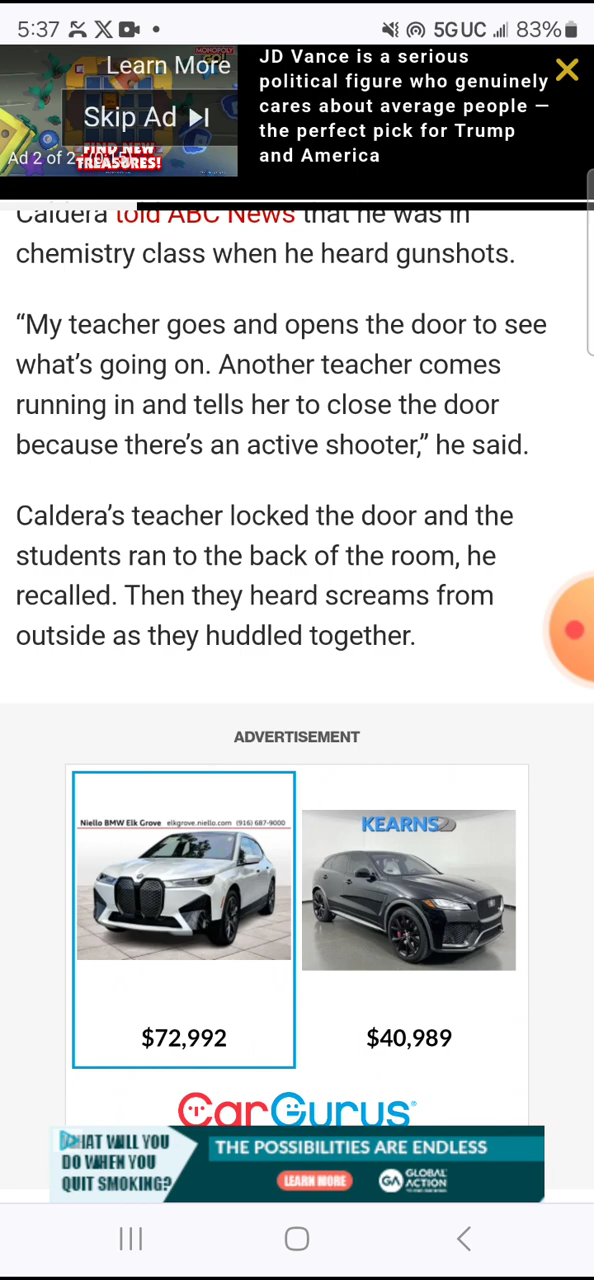 5:37
5G UC
83%
Learn More
MONOPOLY
GO!
Skip Ad
Ad 2 of 2
FIND NEW
TREASURES!
JD Vance is a serious
political figure who genuinely
cares about average people —
the perfect pick for Trump
and America
Caldera told ABC News that he was in
chemistry class when he heard gunshots.
“My teacher goes and opens the door to see
what’s going on. Another teacher comes
running in and tells her to close the door
because there’s an active shooter,” he said.
Caldera’s teacher locked the door and the
students ran to the back of the room, he
recalled. Then they heard screams from
outside as they huddled together.
ADVERTISEMENT
Niello BMW Elk Grove elkgrove.niello.com (916) 687-9000
KEARNS
$72,992
$40,989
CarGurus
WHAT WILL YOU
DO WHEN YOU
QUIT SMOKING?
THE POSSIBILITIES ARE ENDLESS
LEARN MORE
GA GLOBAL
ACTION